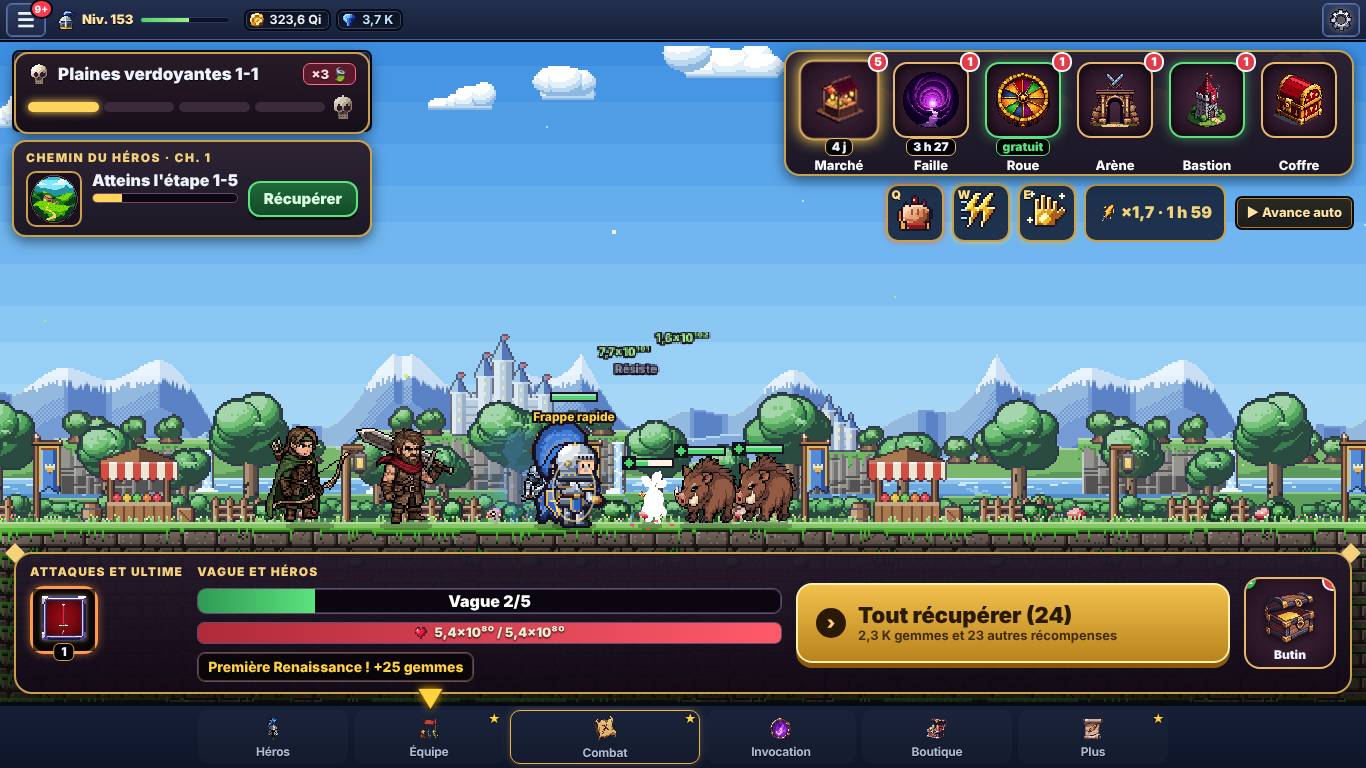 9+
Niv. 153
323,6 Qi
3,7 K
Plaines verdoyantes 1-1
×3
CHEMIN DU HÉROS · CH. 1
Atteins l'étape 1-5
Récupérer
5
1
1
1
1
4 j
3 h 27
gratuit
Marché
Faille
Roue
Arène
Bastion
Coffre
Q
W
E
×1,7 · 1 h 59
Avance auto
Résiste
Frappe rapide
ATTAQUES ET ULTIME
VAGUE ET HÉROS
1
Vague 2/5
5,4×10⁸⁰ / 5,4×10⁸⁰
Première Renaissance ! +25 gemmes
Tout récupérer (24)
2,3 K gemmes et 23 autres récompenses
Butin
Héros
Équipe
Combat
Invocation
Boutique
Plus